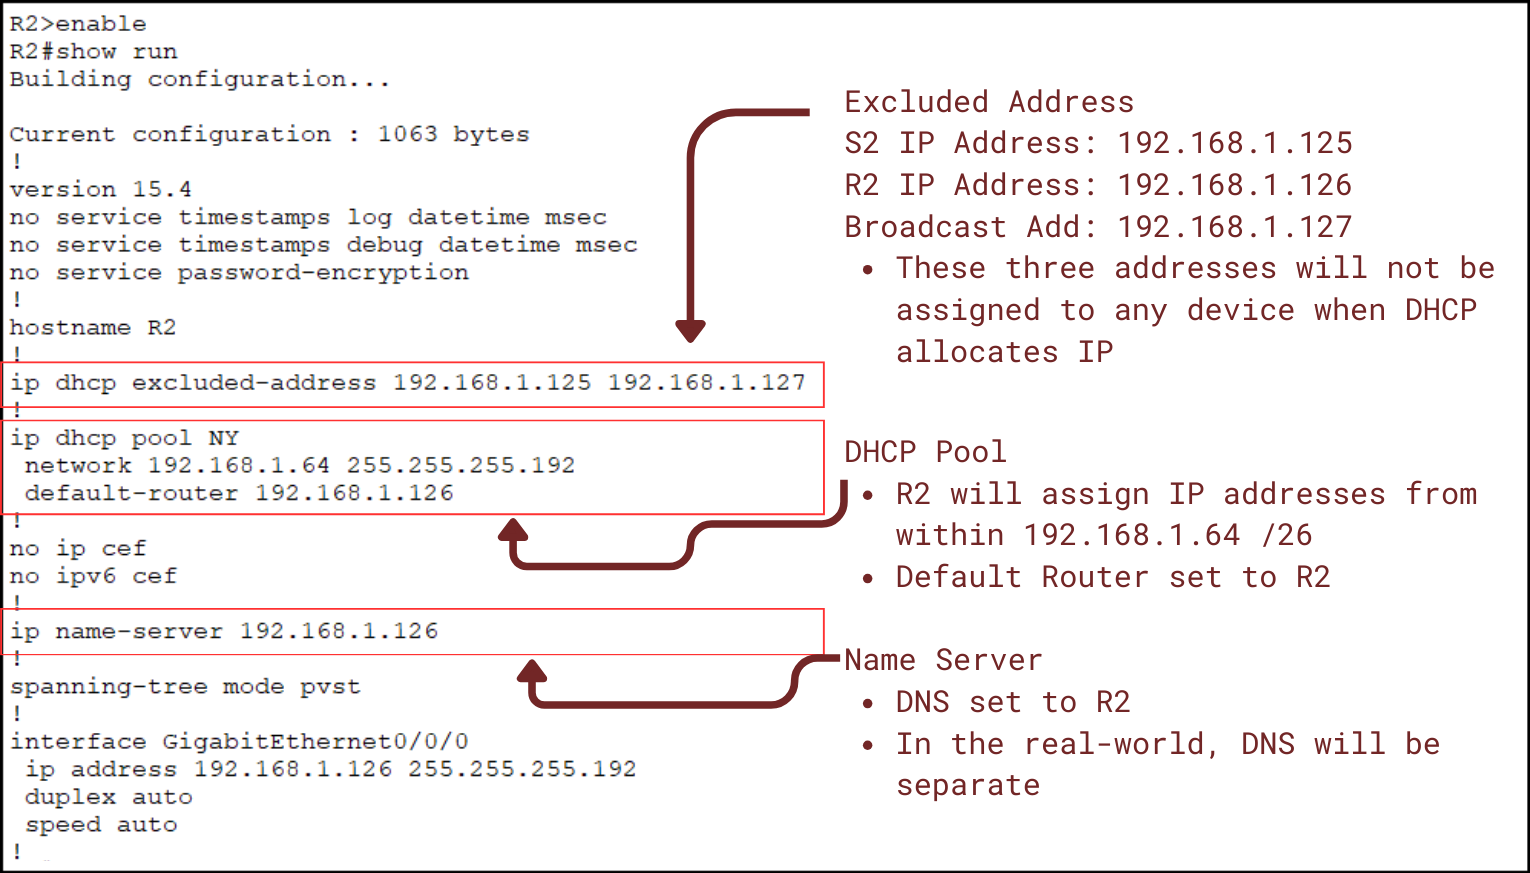 R2>enable
R2#show run
Building configuration...
Current configuration : 1063 bytes
!
version 15.4
no service timestamps log datetime msec
no service timestamps debug datetime msec
no service password-encryption
!
hostname R2
!
ip dhcp excluded-address 192.168.1.125 192.168.1.127
!
ip dhcp pool NY
network 192.168.1.64 255.255.255.192
default-router 192.168.1.126
!
no ip cef
no ipv6 cef
!
ip name-server 192.168.1.126
!
spanning-tree mode pvst
!
interface GigabitEthernet0/0/0
ip address 192.168.1.126 255.255.255.192
duplex auto
speed auto
!
Excluded Address
S2 IP Address: 192.168.1.125
R2 IP Address: 192.168.1.126
Broadcast Add: 192.168.1.127
• These three addresses will not be
assigned to any device when DHCP
allocates IP
DHCP Pool
• R2 will assign IP addresses from
within 192.168.1.64 /26
• Default Router set to R2
Name Server
• DNS set to R2
• In the real-world, DNS will be
separate